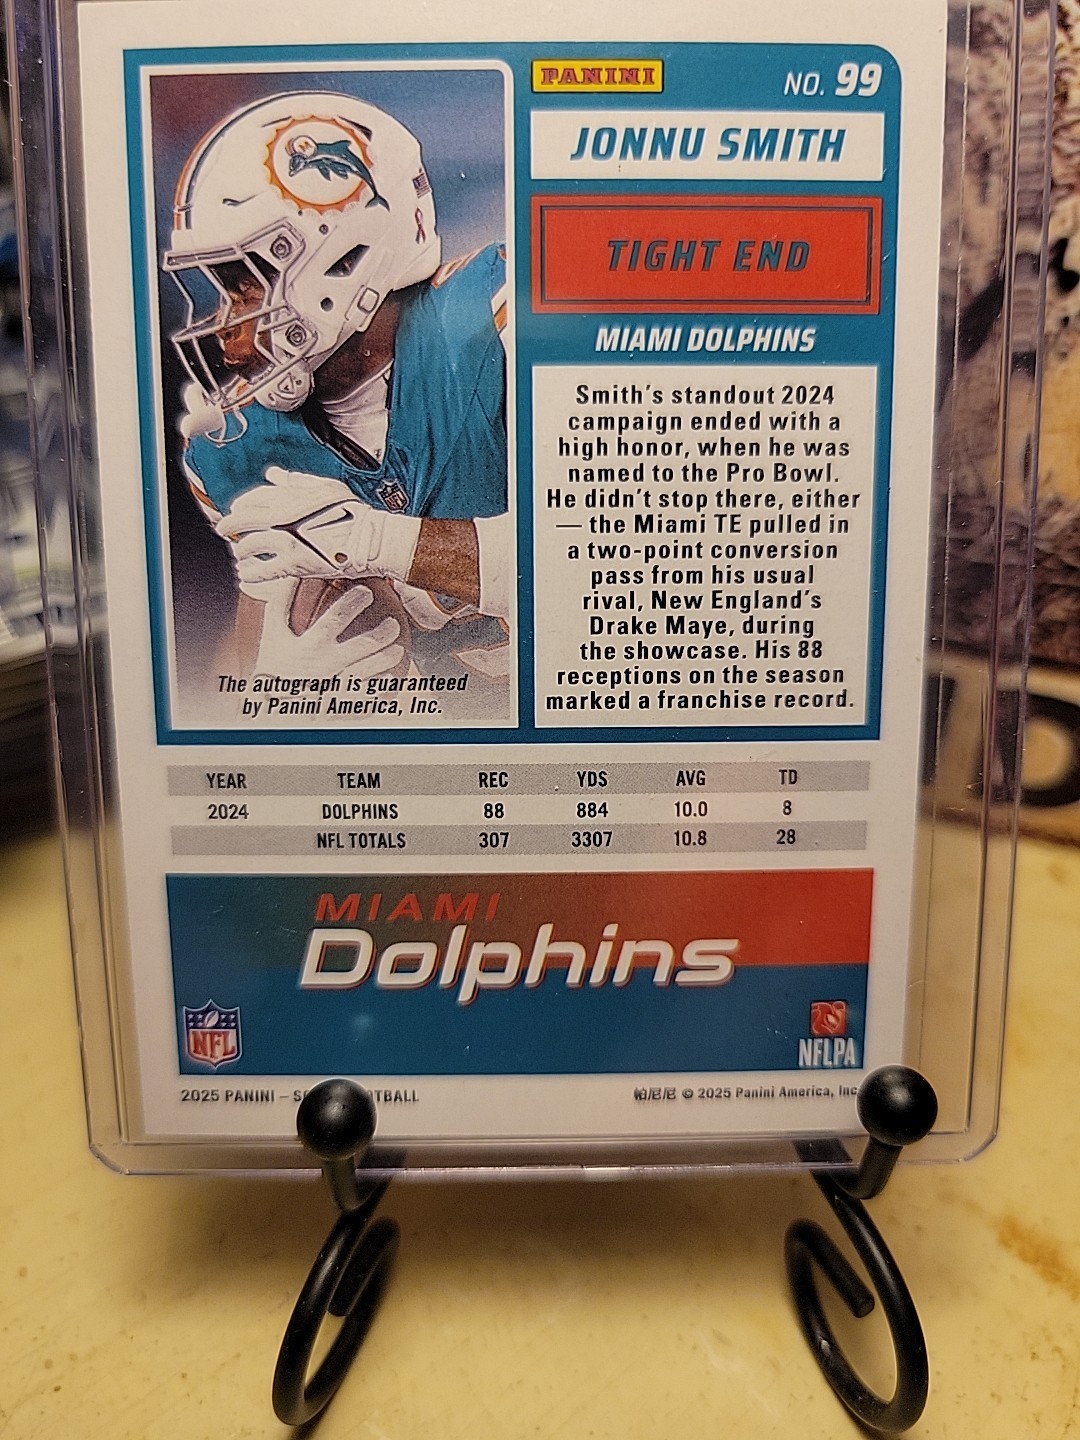 PANINI
NO. 99
JONNU SMITH
TIGHT END
MIAMI DOLPHINS
Smith's standout 2024
campaign ended with a
high honor, when he was
named to the Pro Bowl.
He didn't stop there, either
— the Miami TE pulled in
a two-point conversion
pass from his usual
rival, New England's
Drake Maye, during
the showcase. His 88
receptions on the season
marked a franchise record.
The autograph is guaranteed
by Panini America, Inc.
YEAR TEAM REC YDS AVG TD
2024 DOLPHINS 88 884 10.0 8
NFL TOTALS 307 3307 10.8 28
MIAMI
Dolphins
NFL
NFLPA
2025 PANINI –
帕尼尼 © 2025 Panini America, Inc